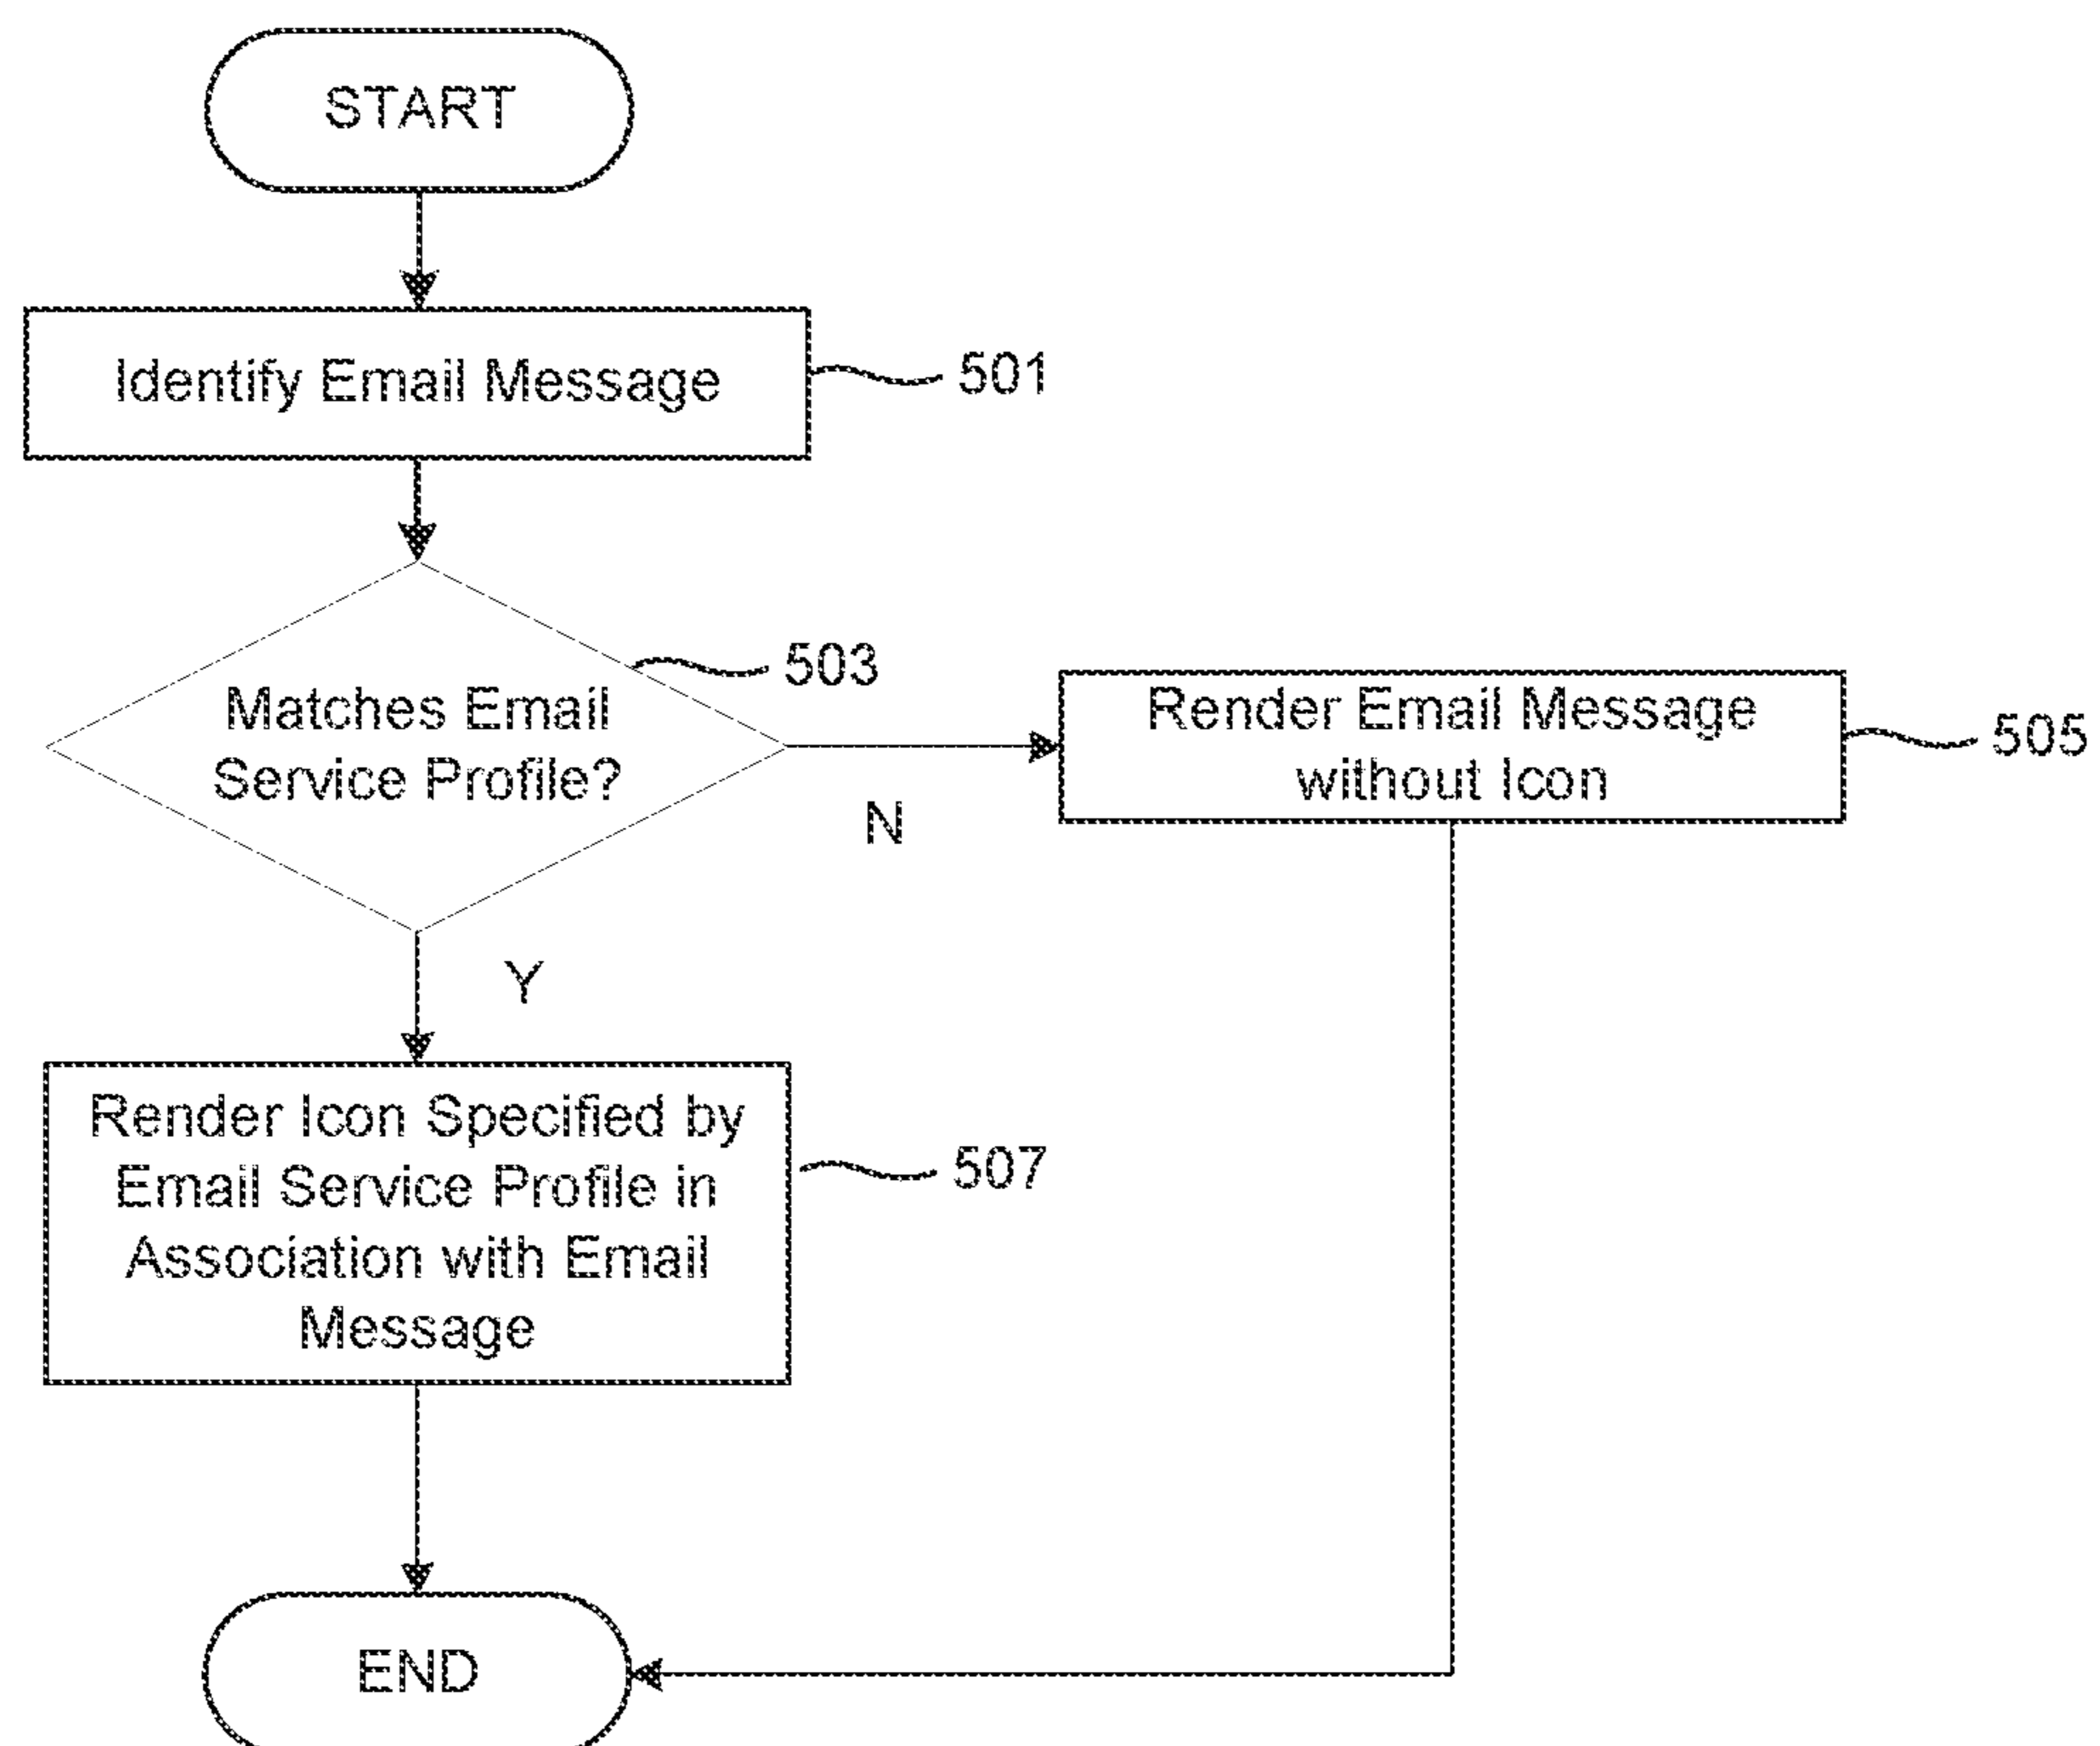 START
Identify Email Message
501
503
Matches Email
Service Profile?
N
Render Email Message
without Icon
505
Y
Render Icon Specified by
Email Service Profile in
Association with Email
Message
507
END